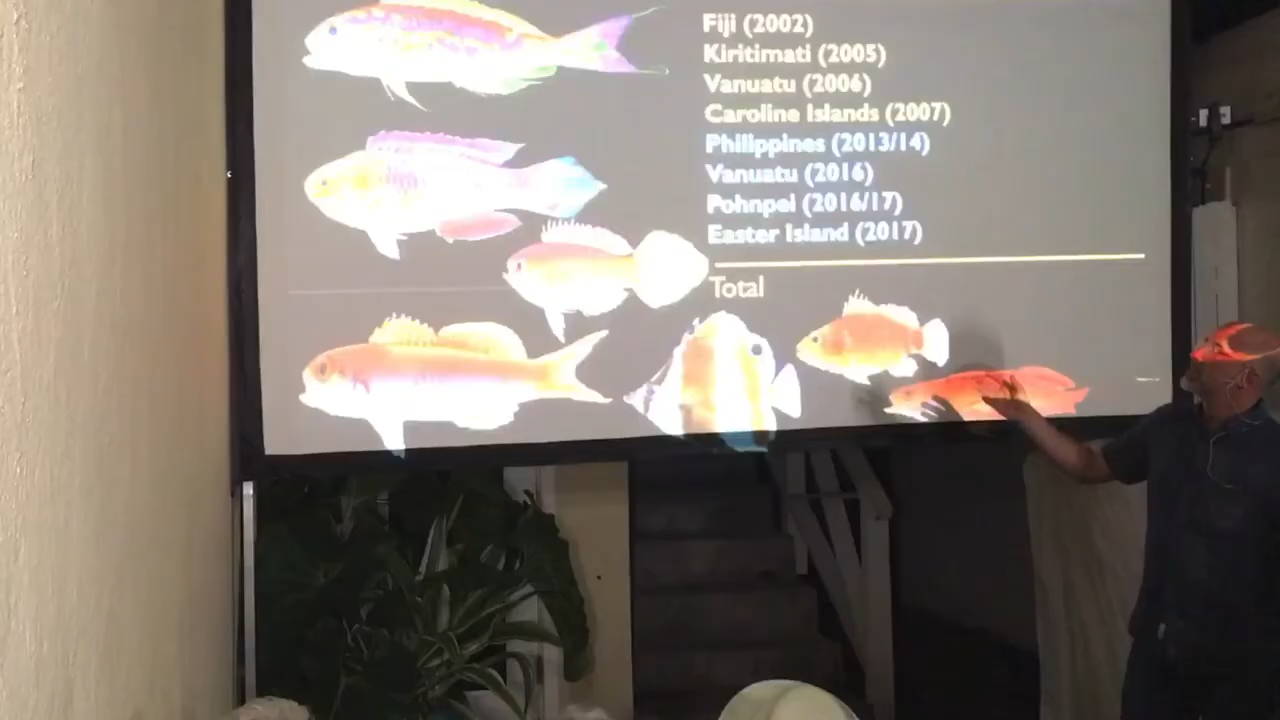 Fiji (2002)
Kiritimati (2005)
Vanuatu (2006)
Caroline Islands (2007)
Philippines (2013/14)
Vanuatu (2016)
Pohnpei (2016/17)
Easter Island (2017)
Total